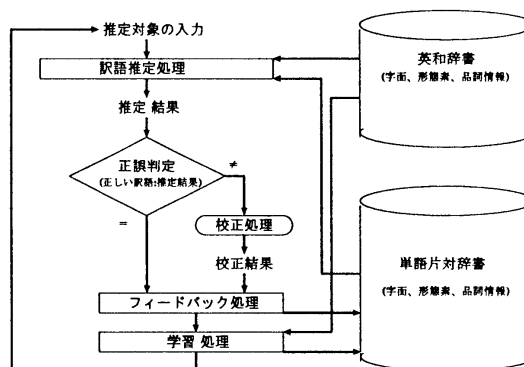 推定対象の入力
訳語推定処理
推定 結果
正誤判定
(正しい訳語:推定結果)
≠
=
校正処理
校正結果
フィードバック処理
学習 処理
英和辞書
(字面、形態素、品詞情報)
単語片対辞書
(字面、形態素、品詞情報)